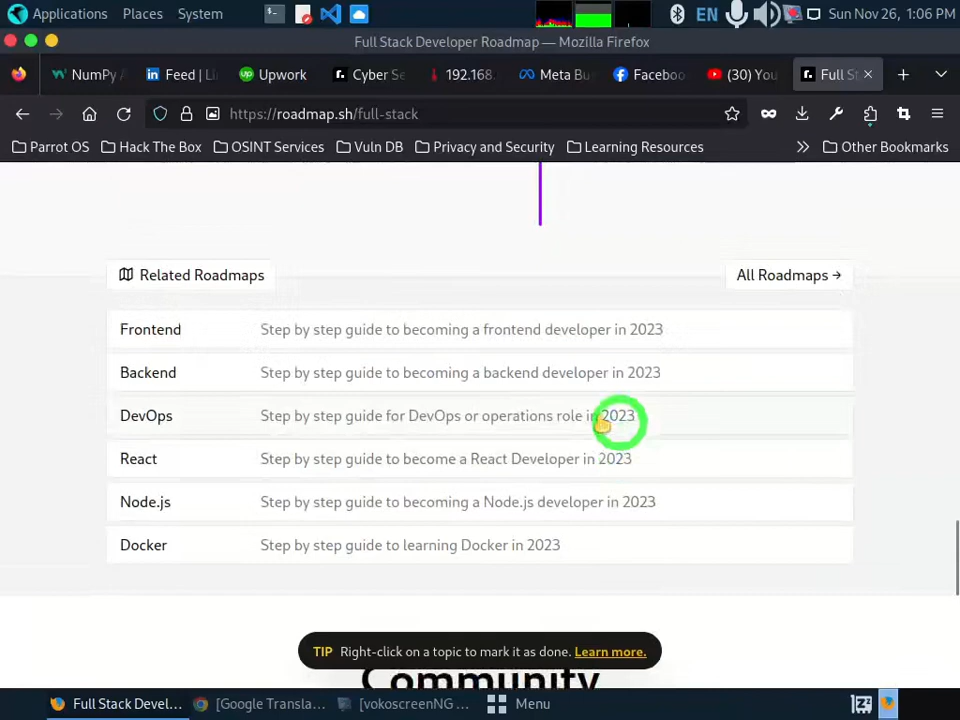 Applications Places System EN Sun Nov 26, 1:06 PM
Full Stack Developer Roadmap — Mozilla Firefox
NumPy Feed | Li Upwork Cyber Se 192.168. Meta Bu Facebo (30) You Full St
https://roadmap.sh/full-stack
Parrot OS Hack The Box OSINT Services Vuln DB Privacy and Security Learning Resources Other Bookmarks
Related Roadmaps All Roadmaps →
Frontend Step by step guide to becoming a frontend developer in 2023
Backend Step by step guide to becoming a backend developer in 2023
DevOps Step by step guide for DevOps or operations role in 2023
React Step by step guide to become a React Developer in 2023
Node.js Step by step guide to becoming a Node.js developer in 2023
Docker Step by step guide to learning Docker in 2023
TIP Right-click on a topic to mark it as done. Learn more.
Community
Full Stack Devel... [Google Transla... [vokoscreenNG ... Menu